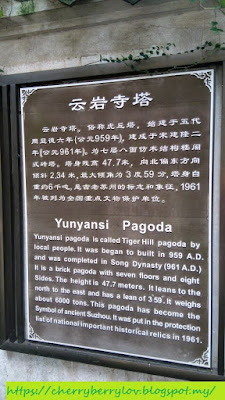 云岩寺塔
云岩寺塔，俗称虎丘塔，始建于五代
周显德六年(公元959年)，建成于宋建隆二
年(公元961年)，为七层八面仿木结构楼阁
式砖塔。塔身残高47.7米，向北偏东方向
倾斜2.34米，最大倾角为3度59分，塔身自
重约6千吨，是古老苏州的标志和象征，1961
年被列为全国重点文物保护单位。
Yunyansi Pagoda
Yunyansi pagoda is called Tiger Hill pagoda by
local people. It was began to built in 959 A.D.
and was completed in Song Dynasty (961 A.D.)
It is a brick pagoda with seven floors and eight
Sides. The height is 47.7 meters. It leans to the
north to the east and has a lean of 3°59'. It weighs
about 6000 tons. This pagoda has become the
Symbol of ancient Suzhou. It was put in the protection
list of national important historical relics in 1961.
https://cherryberrylov.blogspot.my/